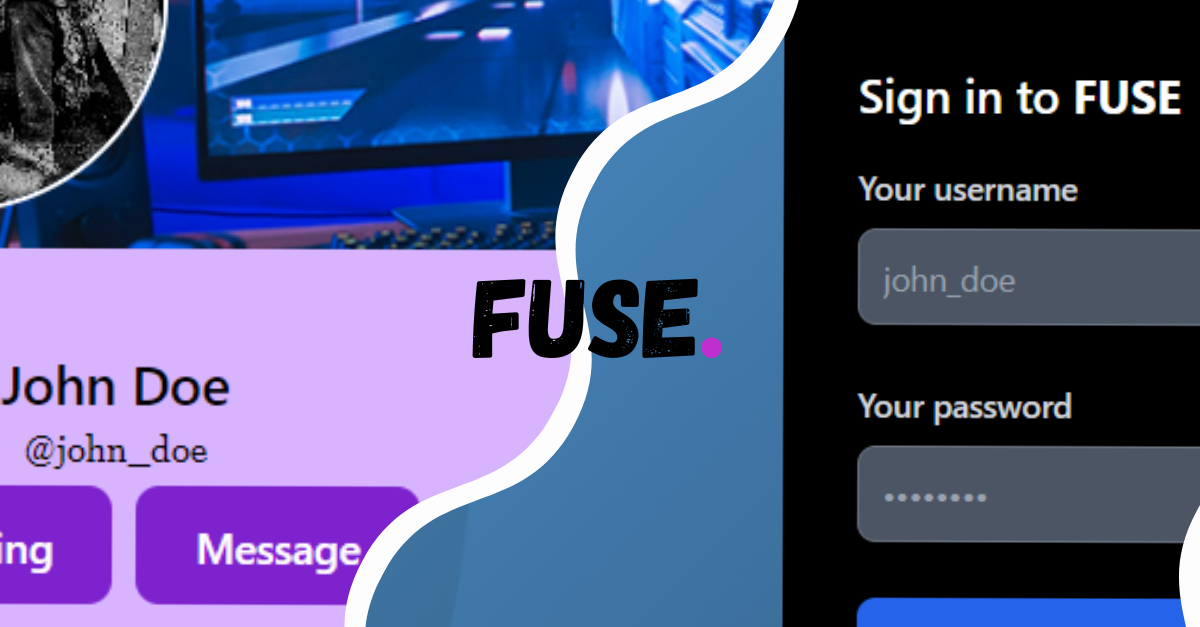 FUSE.
John Doe
@john_doe
ing
Message
Sign in to FUSE
Your username
john_doe
Your password
••••••••